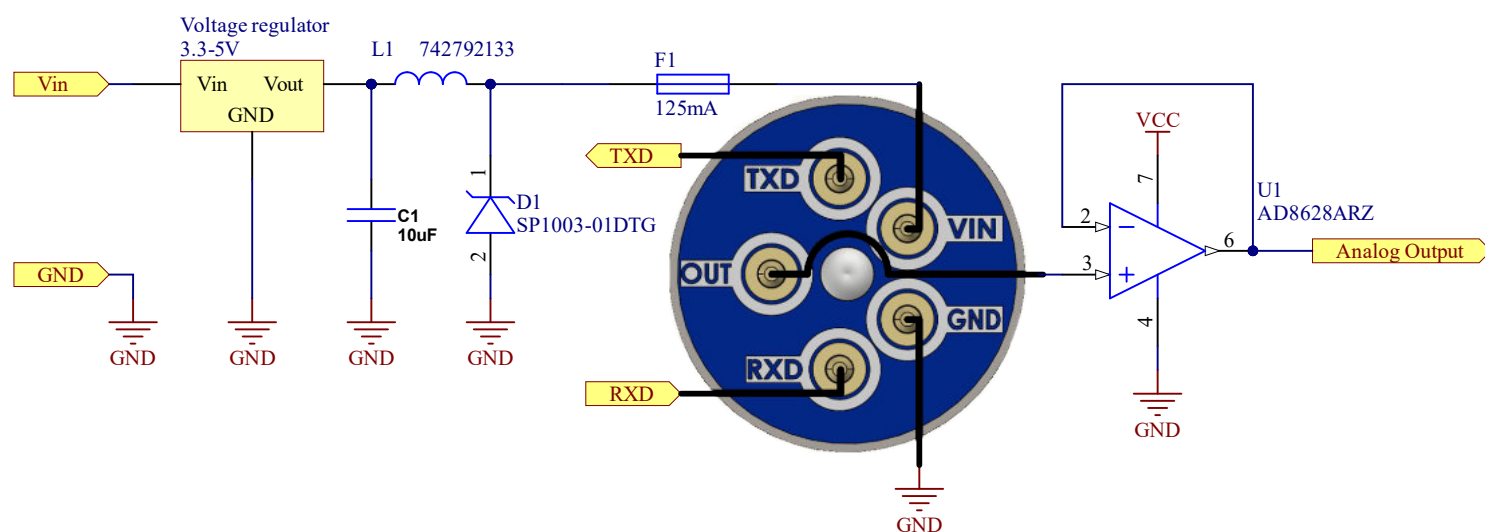 Voltage regulator
3.3-5V
Vin
Vin
Vout
GND
L1
742792133
F1
125mA
TXD
TXD
VIN
OUT
GND
RXD
RXD
C1
10uF
1
D1
SP1003-01DTG
2
GND
GND
GND
GND
GND
GND
VCC
7
U1
AD8628ARZ
2
3
6
4
Analog Output
GND